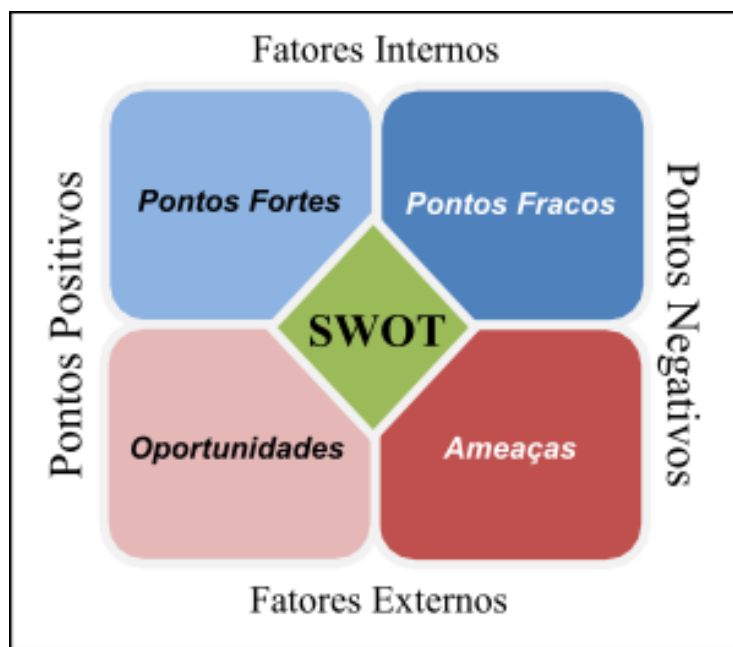 Fatores Internos
Pontos Positivos
Pontos Fortes
Pontos Fracos
Pontos Negativos
SWOT
Oportunidades
Ameaças
Fatores Externos